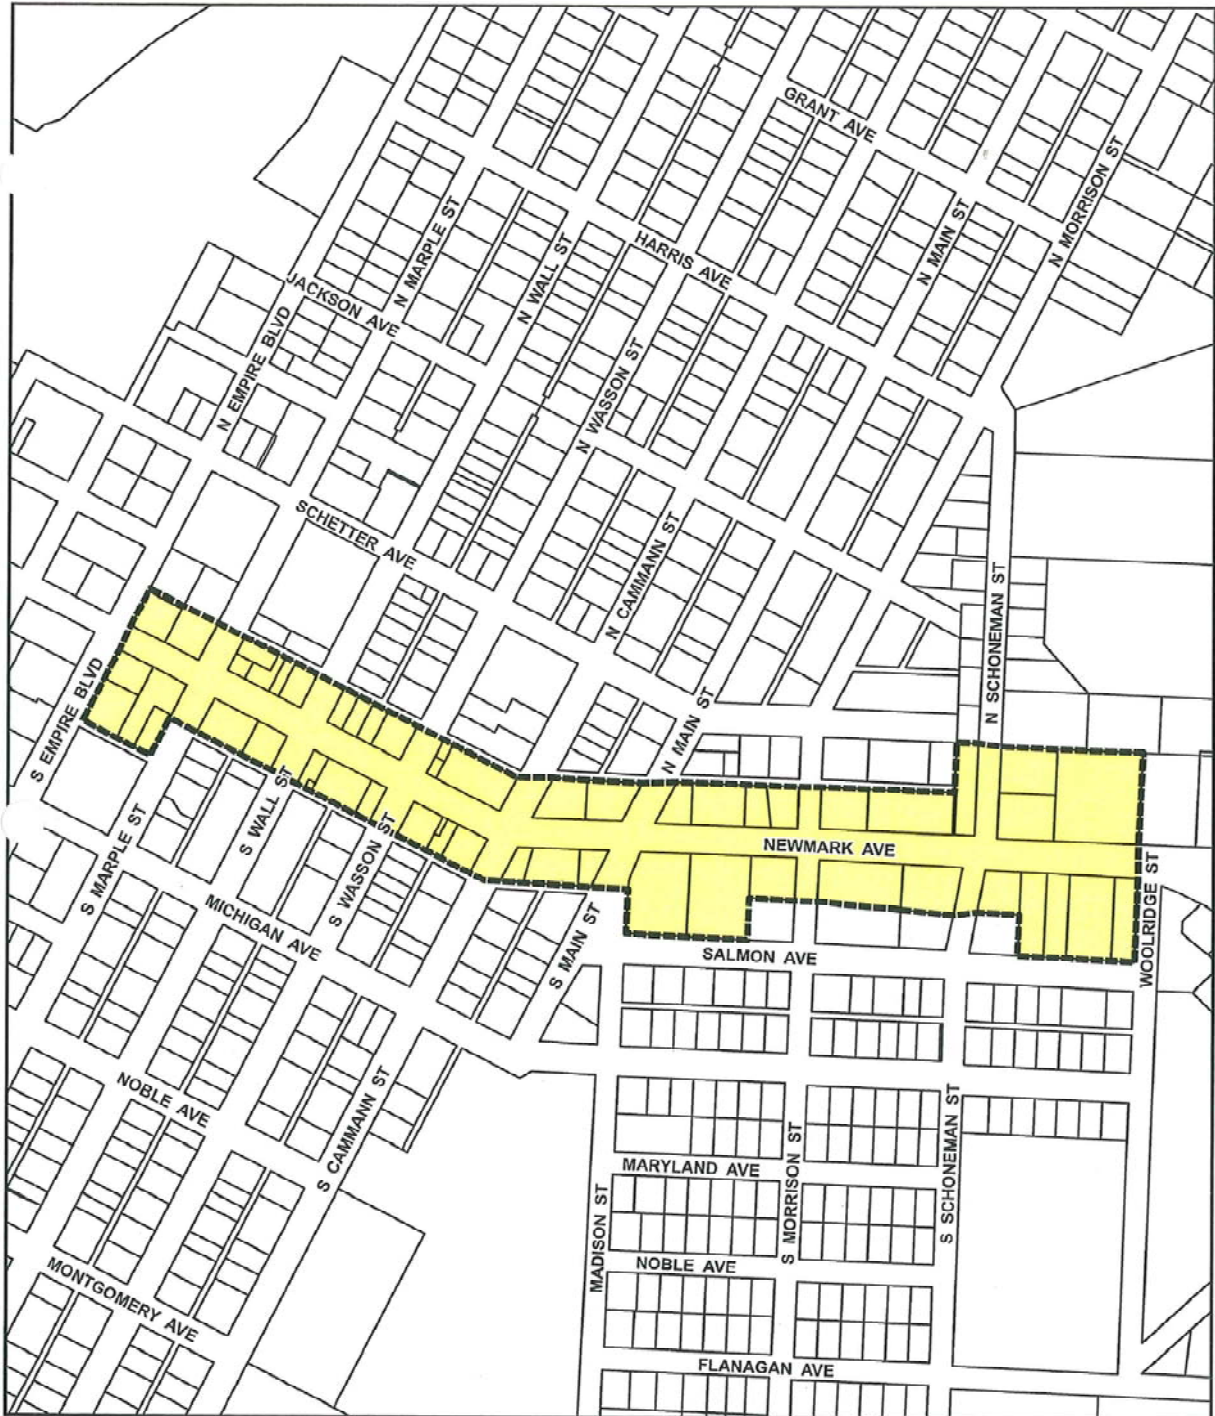 GRANT AVE
N MORRISON ST
N MARPLE ST
N MAIN ST
HARRIS AVE
N WALL ST
JACKSON AVE
N EMPIRE BLVD
N WASSON ST
SCHETTER AVE
N CAMMANN ST
N SCHONEMAN ST
S EMPIRE BLVD
N MAIN ST
S WALL ST
NEWMARK AVE
S MARPLE ST
S WASSON ST
WOOLRIDGE ST
MICHIGAN AVE
S MAIN ST
SALMON AVE
NOBLE AVE
S CAMMANN ST
S SCHONEMAN ST
MARYLAND AVE
S MORRISON ST
MADISON ST
NOBLE AVE
MONTGOMERY AVE
FLANAGAN AVE